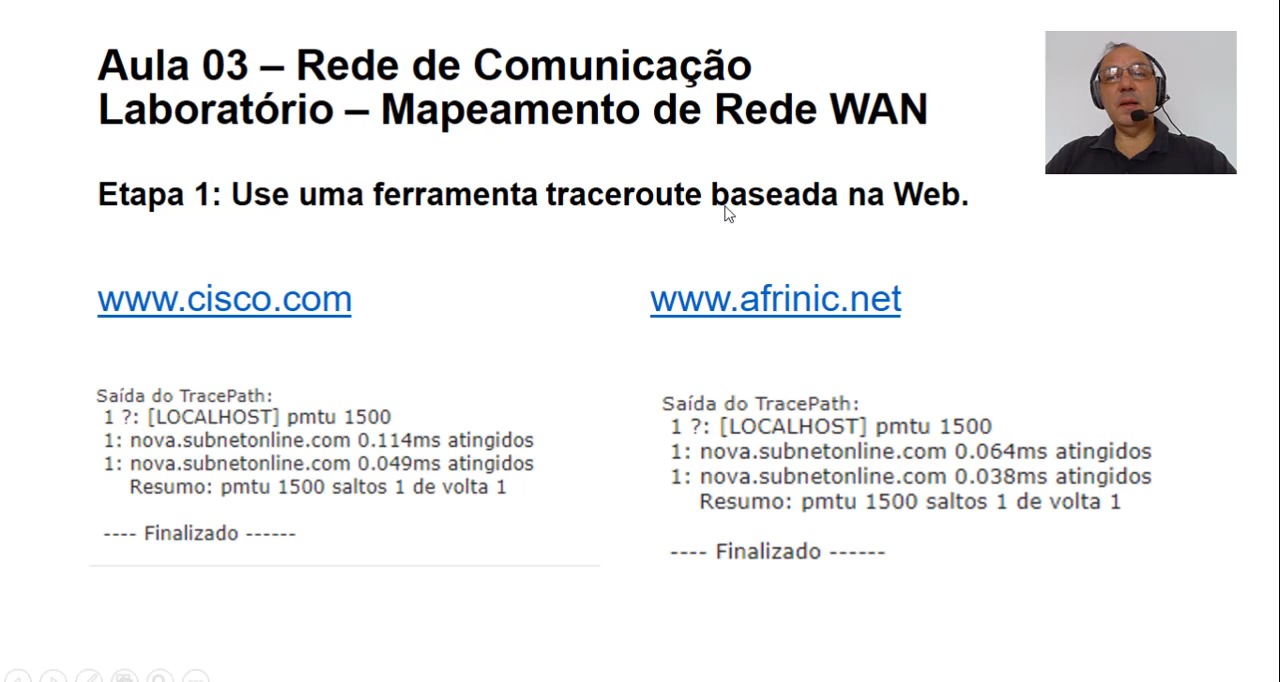 Aula 03 – Rede de Comunicação
Laboratório – Mapeamento de Rede WAN
Etapa 1: Use uma ferramenta traceroute baseada na Web.
www.cisco.com
Saída do TracePath:
1 ?: [LOCALHOST] pmtu 1500
1: nova.subnetonline.com 0.114ms atingidos
1: nova.subnetonline.com 0.049ms atingidos
Resumo: pmtu 1500 saltos 1 de volta 1
---- Finalizado ------
www.afrinic.net
Saída do TracePath:
1 ?: [LOCALHOST] pmtu 1500
1: nova.subnetonline.com 0.064ms atingidos
1: nova.subnetonline.com 0.038ms atingidos
Resumo: pmtu 1500 saltos 1 de volta 1
---- Finalizado ------